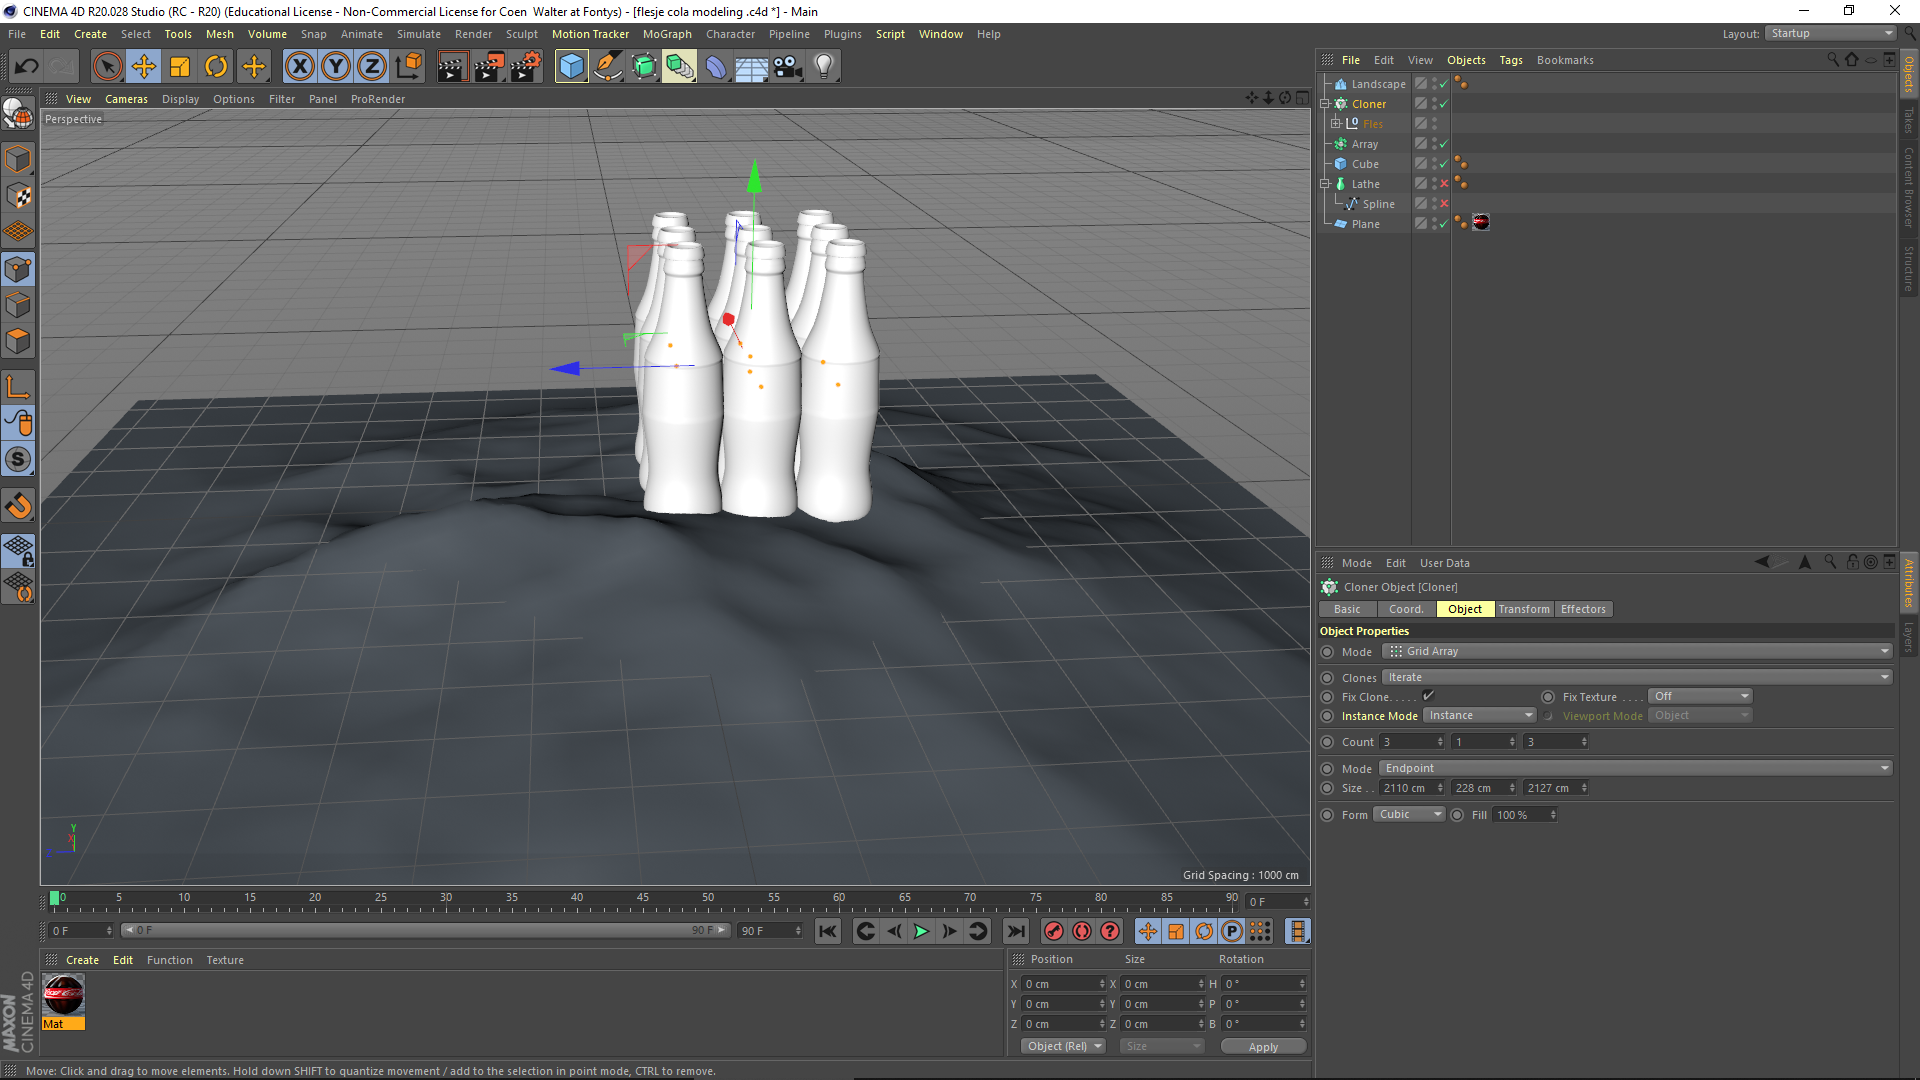 CINEMA 4D R20.028 Studio (RC - R20) (Educational License - Non-Commercial License for Coen  Walter at Fontys) - [flesje cola modeling .c4d *] - Main
File Edit Create Select Tools Mesh Volume Snap Animate Simulate Render Sculpt Motion Tracker MoGraph Character Pipeline Plugins Script Window Help
Layout: Startup
X Y Z
View Cameras Display Options Filter Panel ProRender
Perspective
File Edit View Objects Tags Bookmarks
Landscape
Cloner
Fles
Array
Cube
Lathe
Spline
Plane
Objects
Takes
Content Browser
Structure
Mode Edit User Data
Cloner Object [Cloner]
Basic Coord. Object Transform Effectors
Object Properties
Mode Grid Array
Clones Iterate
Fix Clone. . . . . Fix Texture . . . . Off
Instance Mode Instance Viewport Mode Object
Count 3 1 3
Mode Endpoint
Size . . 2110 cm 228 cm 2127 cm
Form Cubic Fill 100 %
Attributes
Layers
Y
X
Grid Spacing : 1000 cm
0 5 10 15 20 25 30 35 40 45 50 55 60 65 70 75 80 85 90 0 F
0 F 0 F 90 F 90 F
Create Edit Function Texture
Mat
Position Size Rotation
X 0 cm X 0 cm H 0 °
Y 0 cm Y 0 cm P 0 °
Z 0 cm Z 0 cm B 0 °
Object (Rel) Size Apply
MAXON
CINEMA 4D
Move: Click and drag to move elements. Hold down SHIFT to quantize movement / add to the selection in point mode, CTRL to remove.